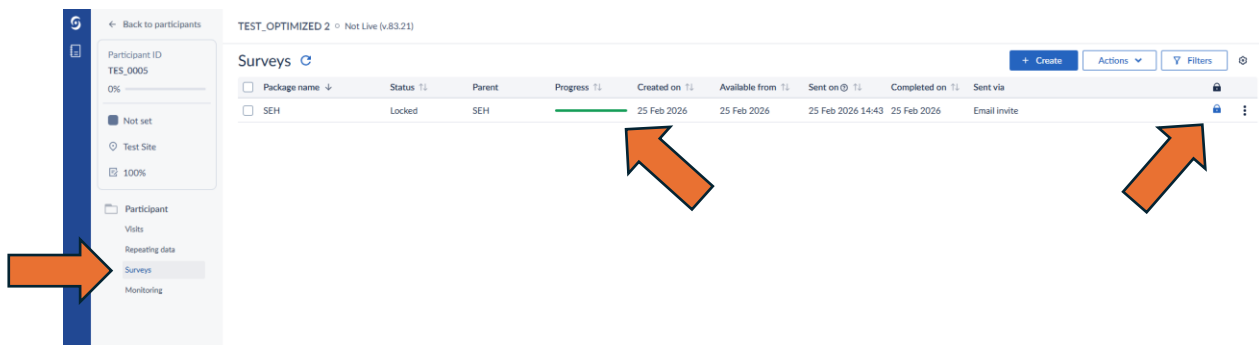 Back to participants
TEST_OPTIMIZED 2 Not Live (v.83.21)
Participant ID
TES_0005
0%
Not set
Test Site
100%
Participant
Visits
Repeating data
Surveys
Monitoring
Surveys
+ Create Actions Filters
Package name Status Parent Progress Created on Available from Sent on Completed on Sent via
SEH Locked SEH 25 Feb 2026 25 Feb 2026 25 Feb 2026 14:43 25 Feb 2026 Email invite